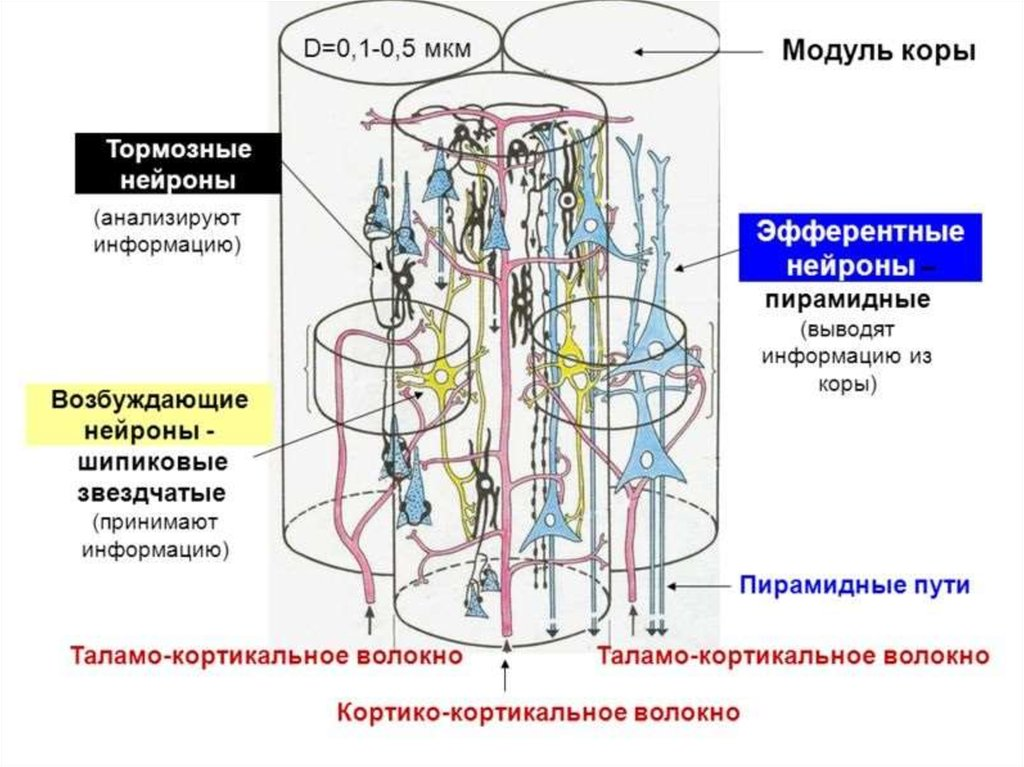 D=0,1-0,5 мкм
Модуль коры
Тормозные
нейроны
(анализируют
информацию)
Эфферентные
нейроны –
пирамидные
(выводят
информацию из
коры)
Возбуждающие
нейроны -
шипиковые
звездчатые
(принимают
информацию)
Пирамидные пути
Таламо-кортикальное волокно
Таламо-кортикальное волокно
Кортико-кортикальное волокно